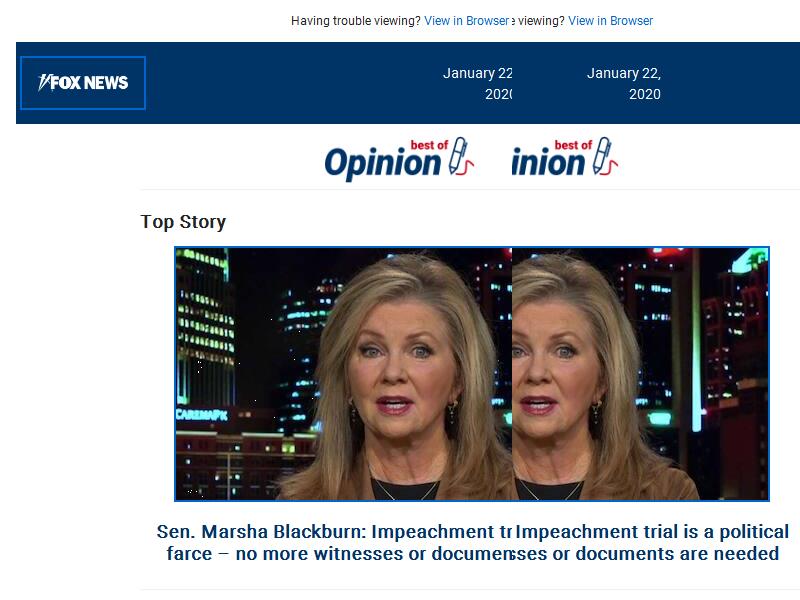 Having trouble viewing? View in Browser e viewing? View in Browser
FOX NEWS
January 22 January 22,
2020 2020
best of best of
Opinion inion
Top Story
CAREMARK
Sen. Marsha Blackburn: Impeachment tr Impeachment trial is a political
farce – no more witnesses or documen sses or documents are needed